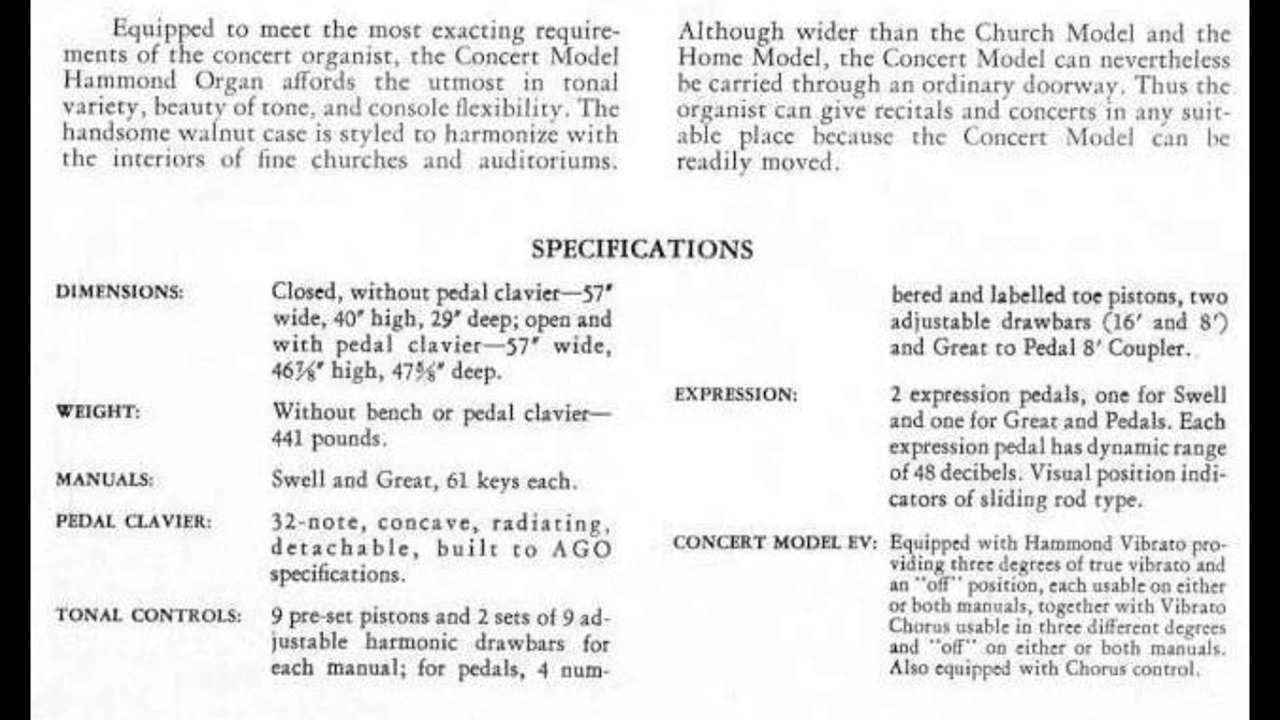 Equipped to meet the most exacting require-
ments of the concert organist, the Concert Model
Hammond Organ affords the utmost in tonal
variety, beauty of tone, and console flexibility. The
handsome walnut case is styled to harmonize with
the interiors of fine churches and auditoriums.
Although wider than the Church Model and the
Home Model, the Concert Model can nevertheless
be carried through an ordinary doorway. Thus the
organist can give recitals and concerts in any suit-
able place because the Concert Model can be
readily moved.
SPECIFICATIONS
DIMENSIONS: Closed, without pedal clavier—57″
wide, 40″ high, 29″ deep; open and
with pedal clavier—57″ wide,
46⅞″ high, 47⅝″ deep.
WEIGHT: Without bench or pedal clavier—
441 pounds.
MANUALS: Swell and Great, 61 keys each.
PEDAL CLAVIER: 32-note, concave, radiating,
detachable, built to AGO
specifications.
TONAL CONTROLS: 9 pre-set pistons and 2 sets of 9 ad-
justable harmonic drawbars for
each manual; for pedals, 4 num-
bered and labelled toe pistons, two
adjustable drawbars (16′ and 8′)
and Great to Pedal 8′ Coupler.
EXPRESSION: 2 expression pedals, one for Swell
and one for Great and Pedals. Each
expression pedal has dynamic range
of 48 decibels. Visual position indi-
cators of sliding rod type.
CONCERT MODEL EV: Equipped with Hammond Vibrato pro-
viding three degrees of true vibrato and
an "off" position, each usable on either
or both manuals, together with Vibrato
Chorus usable in three different degrees
and "off" on either or both manuals.
Also equipped with Chorus control.